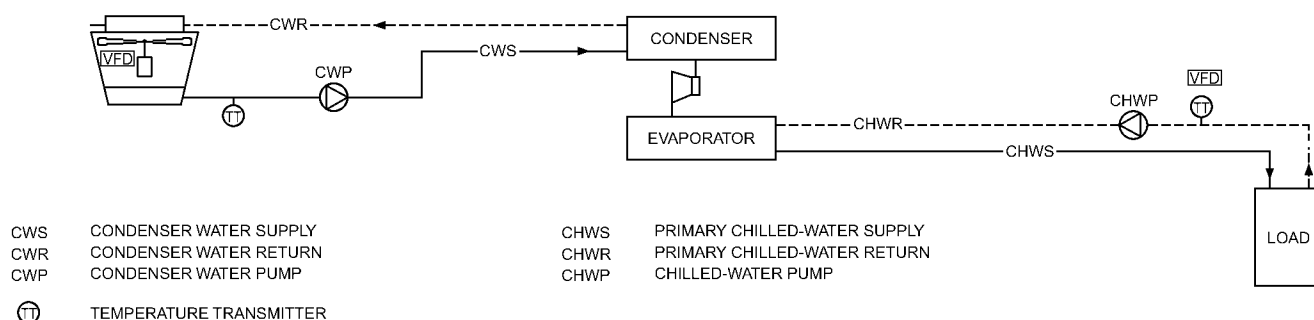 CWR
CONDENSER
CWS
VFD
CWP
TT
VFD
CHWP
TT
CHWR
EVAPORATOR
CHWS
LOAD
CWS CONDENSER WATER SUPPLY
CWR CONDENSER WATER RETURN
CWP CONDENSER WATER PUMP
TT TEMPERATURE TRANSMITTER
CHWS PRIMARY CHILLED-WATER SUPPLY
CHWR PRIMARY CHILLED-WATER RETURN
CHWP CHILLED-WATER PUMP